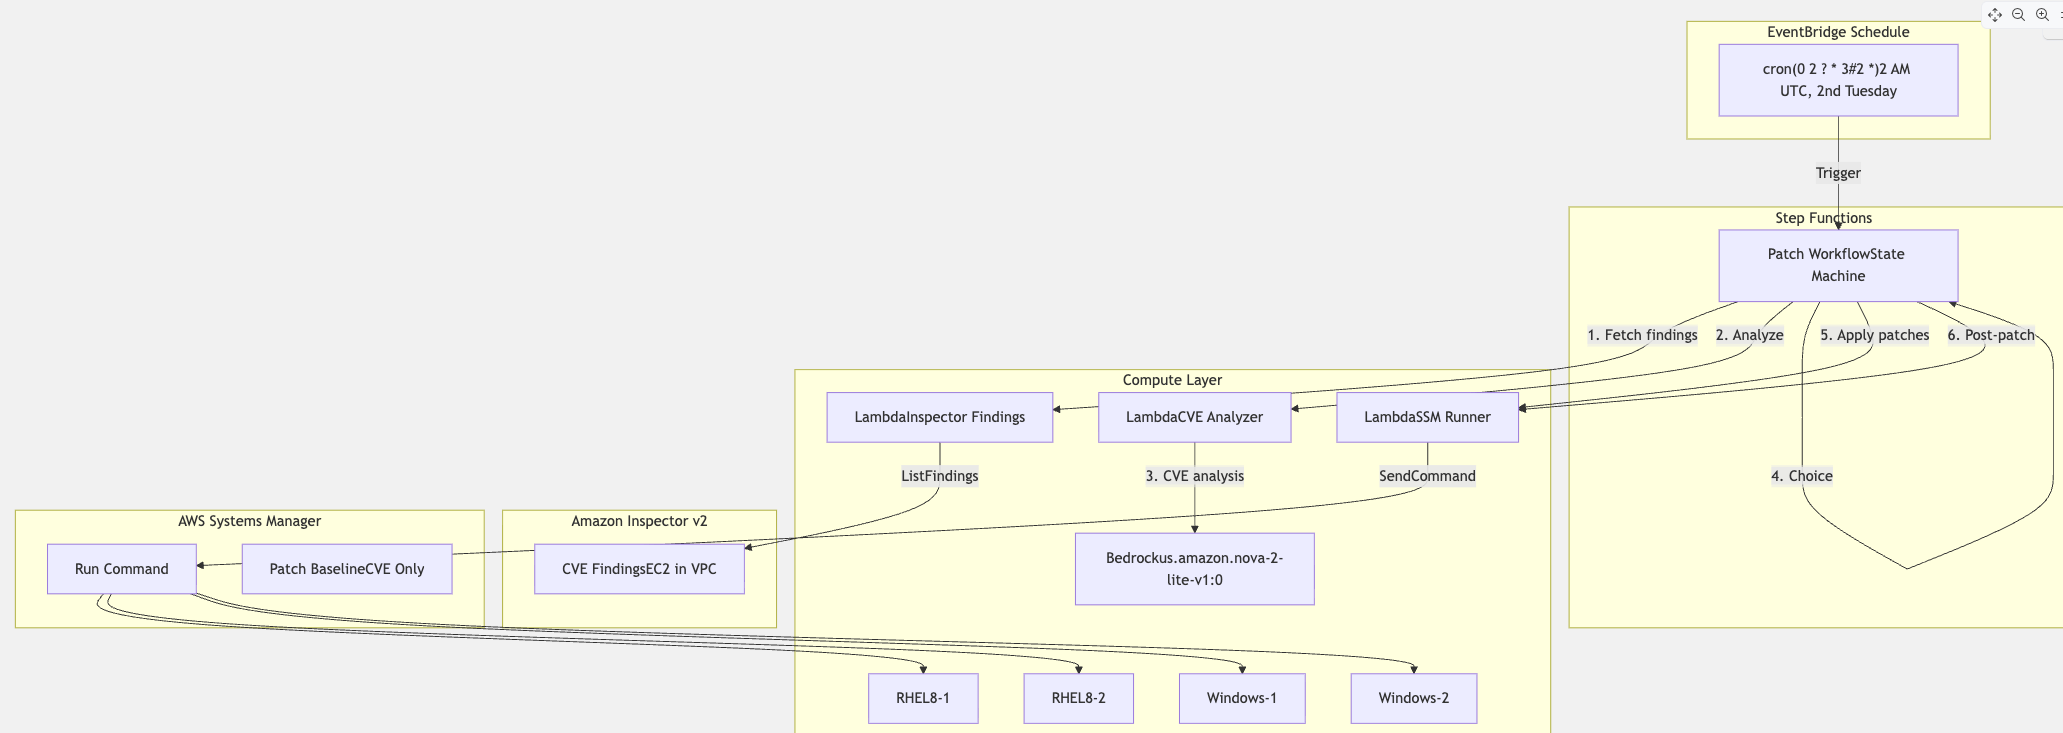 EventBridge Schedule
cron(0 2 ? * 3#2 *)2 AM
UTC, 2nd Tuesday
Trigger
Step Functions
Patch WorkflowState
Machine
1. Fetch findings
2. Analyze
5. Apply patches
6. Post-patch
Compute Layer
LambdaInspector Findings
LambdaCVE Analyzer
LambdaSSM Runner
ListFindings
3. CVE analysis
SendCommand
4. Choice
AWS Systems Manager
Amazon Inspector v2
Run Command
Patch BaselineCVE Only
CVE FindingsEC2 in VPC
Bedrockus.amazon.nova-2-
lite-v1:0
RHEL8-1
RHEL8-2
Windows-1
Windows-2